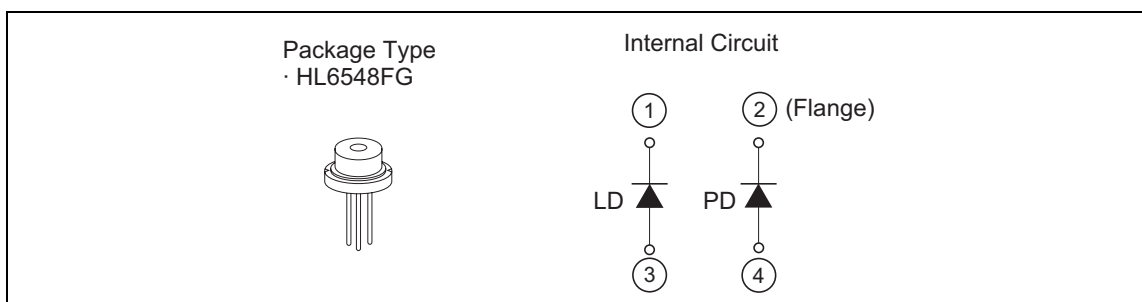 Package Type
· HL6548FG
Internal Circuit
1
2 (Flange)
LD
PD
3
4